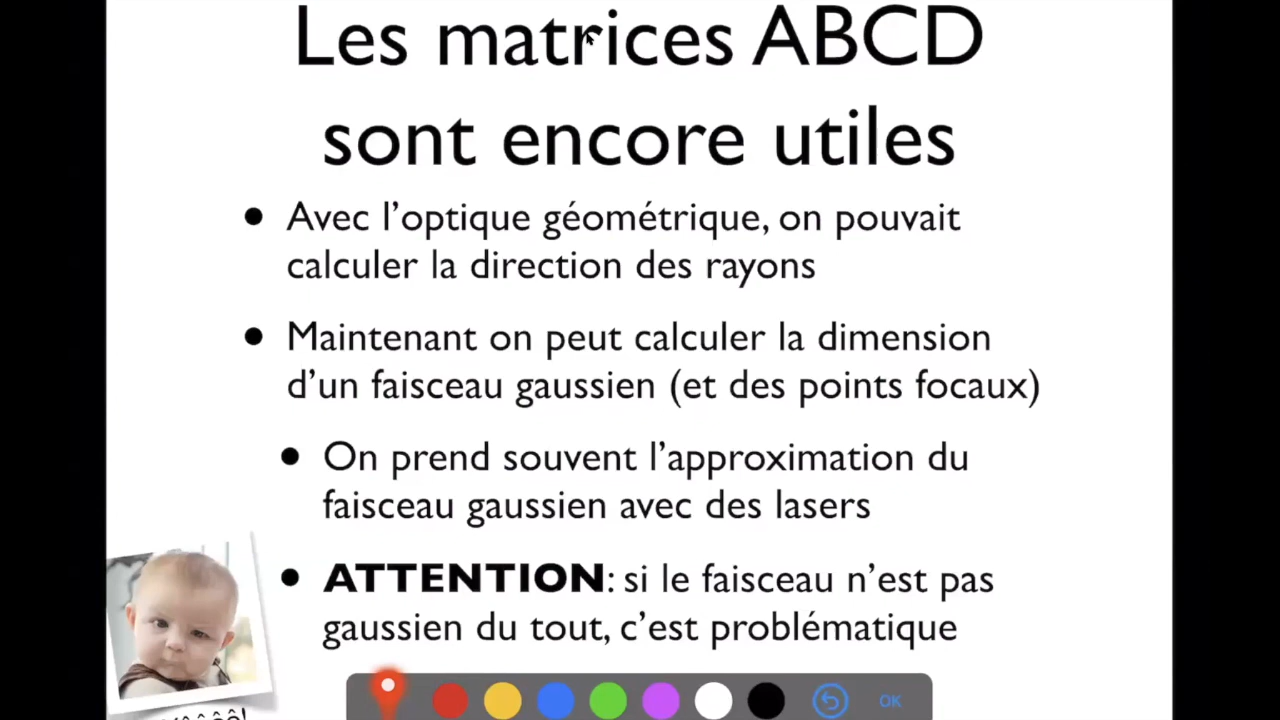 Les matrices ABCD
sont encore utiles
• Avec l’optique géométrique, on pouvait
calculer la direction des rayons
• Maintenant on peut calculer la dimension
d’un faisceau gaussien (et des points focaux)
• On prend souvent l’approximation du
faisceau gaussien avec des lasers
• ATTENTION: si le faisceau n’est pas
gaussien du tout, c’est problématique
OK